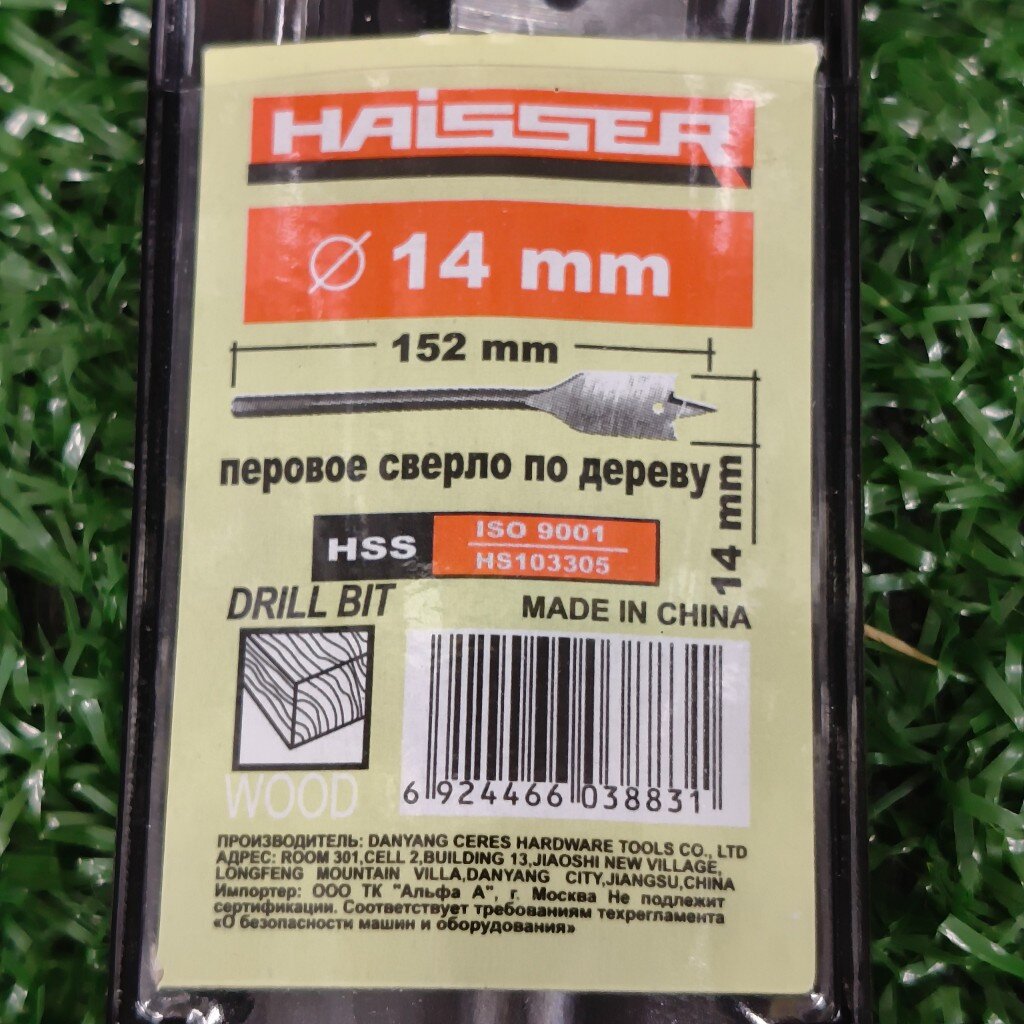 HAISSER
Ø 14 mm
152 mm
перовое сверло по дереву
14 mm
HSS
ISO 9001
HS103305
DRILL BIT
MADE IN CHINA
WOOD
6 924466 038831
ПРОИЗВОДИТЕЛЬ: DANYANG CERES HARDWARE TOOLS CO., LTD
АДРЕС: ROOM 301,CELL 2,BUILDING 13,JIAOSHI NEW VILLAGE,
LONGFENG MOUNTAIN VILLA,DANYANG CITY,JIANGSU,CHINA
Импортер: ООО ТК "Альфа А", г. Москва Не подлежит
сертификации. Соответствует требованиям техрегламента
«О безопасности машин и оборудования»